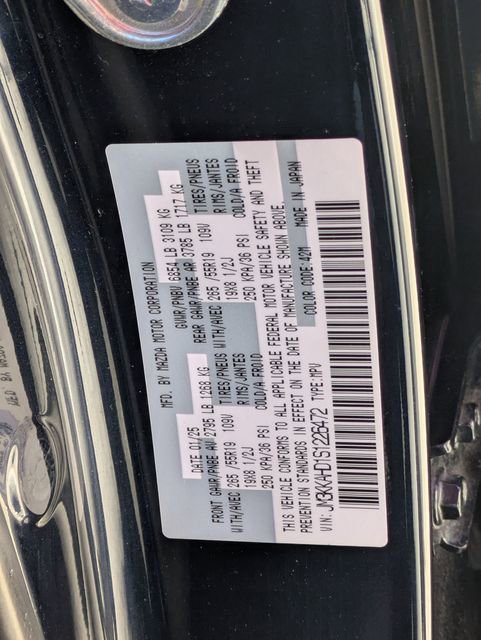 MFD. BY MAZDA MOTOR CORPORATION
DATE 01/25 GVWR/PNBV 6854 LB 3109 KG
FRONT GAWR/PNBE AV 2795 LB 1268 KG REAR GAWR/PNBE AR 3785 LB 1717 KG
TIRES/PNEUS TIRES/PNEUS
WITH/AVEC 265 /55R19 109V RIMS/JANTES WITH/AVEC 265 /55R19 109V RIMS/JANTES
19X8 1/2J COLD/A FROID 19X8 1/2J COLD/A FROID
250 KPA/36 PSI 250 KPA/36 PSI
THIS VEHICLE CONFORMS TO ALL APPLICABLE FEDERAL MOTOR VEHICLE SAFETY AND THEFT
PREVENTION STANDARDS IN EFFECT ON THE DATE OF MANUFACTURE SHOWN ABOVE.
VIN: JM3KKAHD1S1226472 TYPE:MPV COLOR CODE:42M MADE IN JAPAN